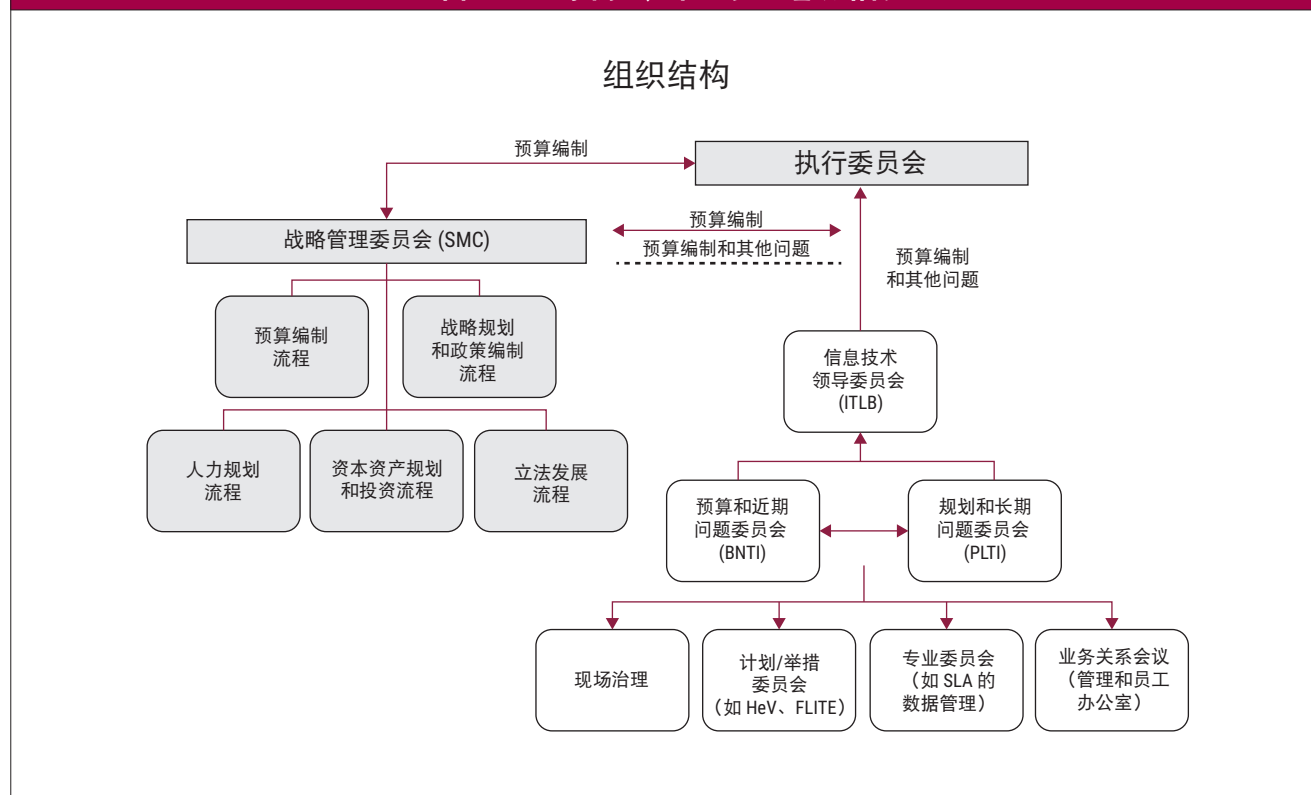 组织结构
预算编制
执行委员会
预算编制
战略管理委员会 (SMC)
预算编制和其他问题
预算编制
和其他问题
预算编制
流程
战略规划
和政策编制
流程
信息技术
领导委员会
(ITLB)
人力规划
流程
资本资产规划
和投资流程
立法发展
流程
预算和近期
问题委员会
(BNTI)
规划和长期
问题委员会
(PLTI)
现场治理
计划/举措
委员会
（如 HeV、FLITE）
专业委员会
（如 SLA 的
数据管理）
业务关系会议
（管理和员工
办公室）